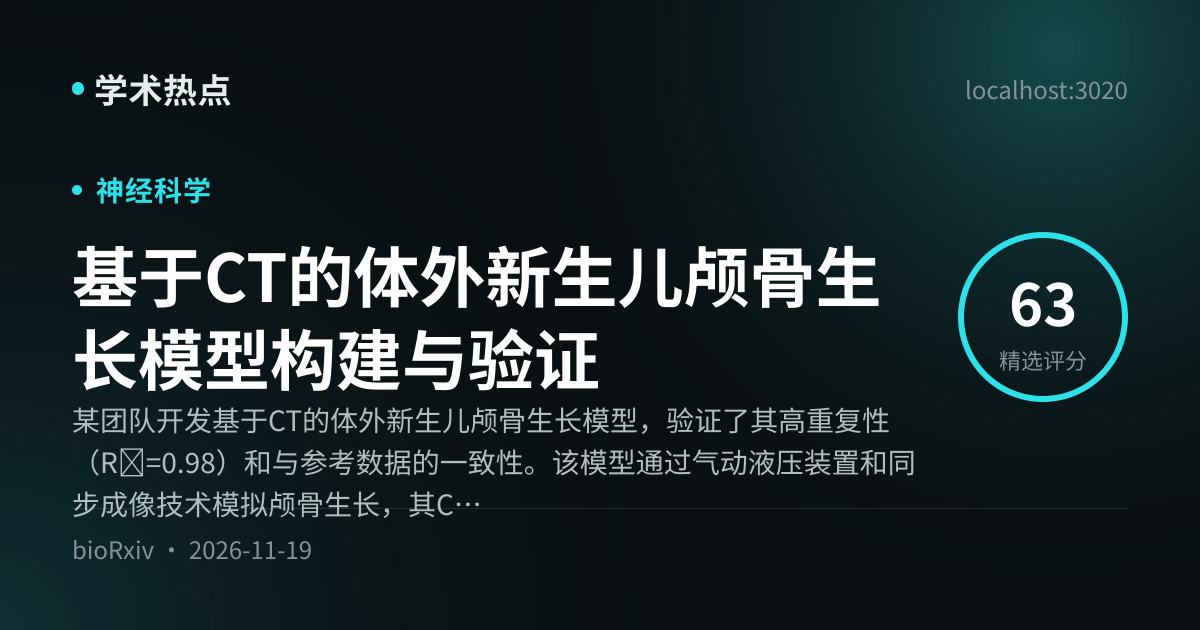 学术热点
localhost:3020
神经科学
基于CT的体外新生儿颅骨生
长模型构建与验证
63
精选评分
某团队开发基于CT的体外新生儿颅骨生长模型，验证了其高重复性
（R=0.98）和与参考数据的一致性。该模型通过气动液压装置和同
步成像技术模拟颅骨生长，其C…
bioRxiv • 2026-11-19